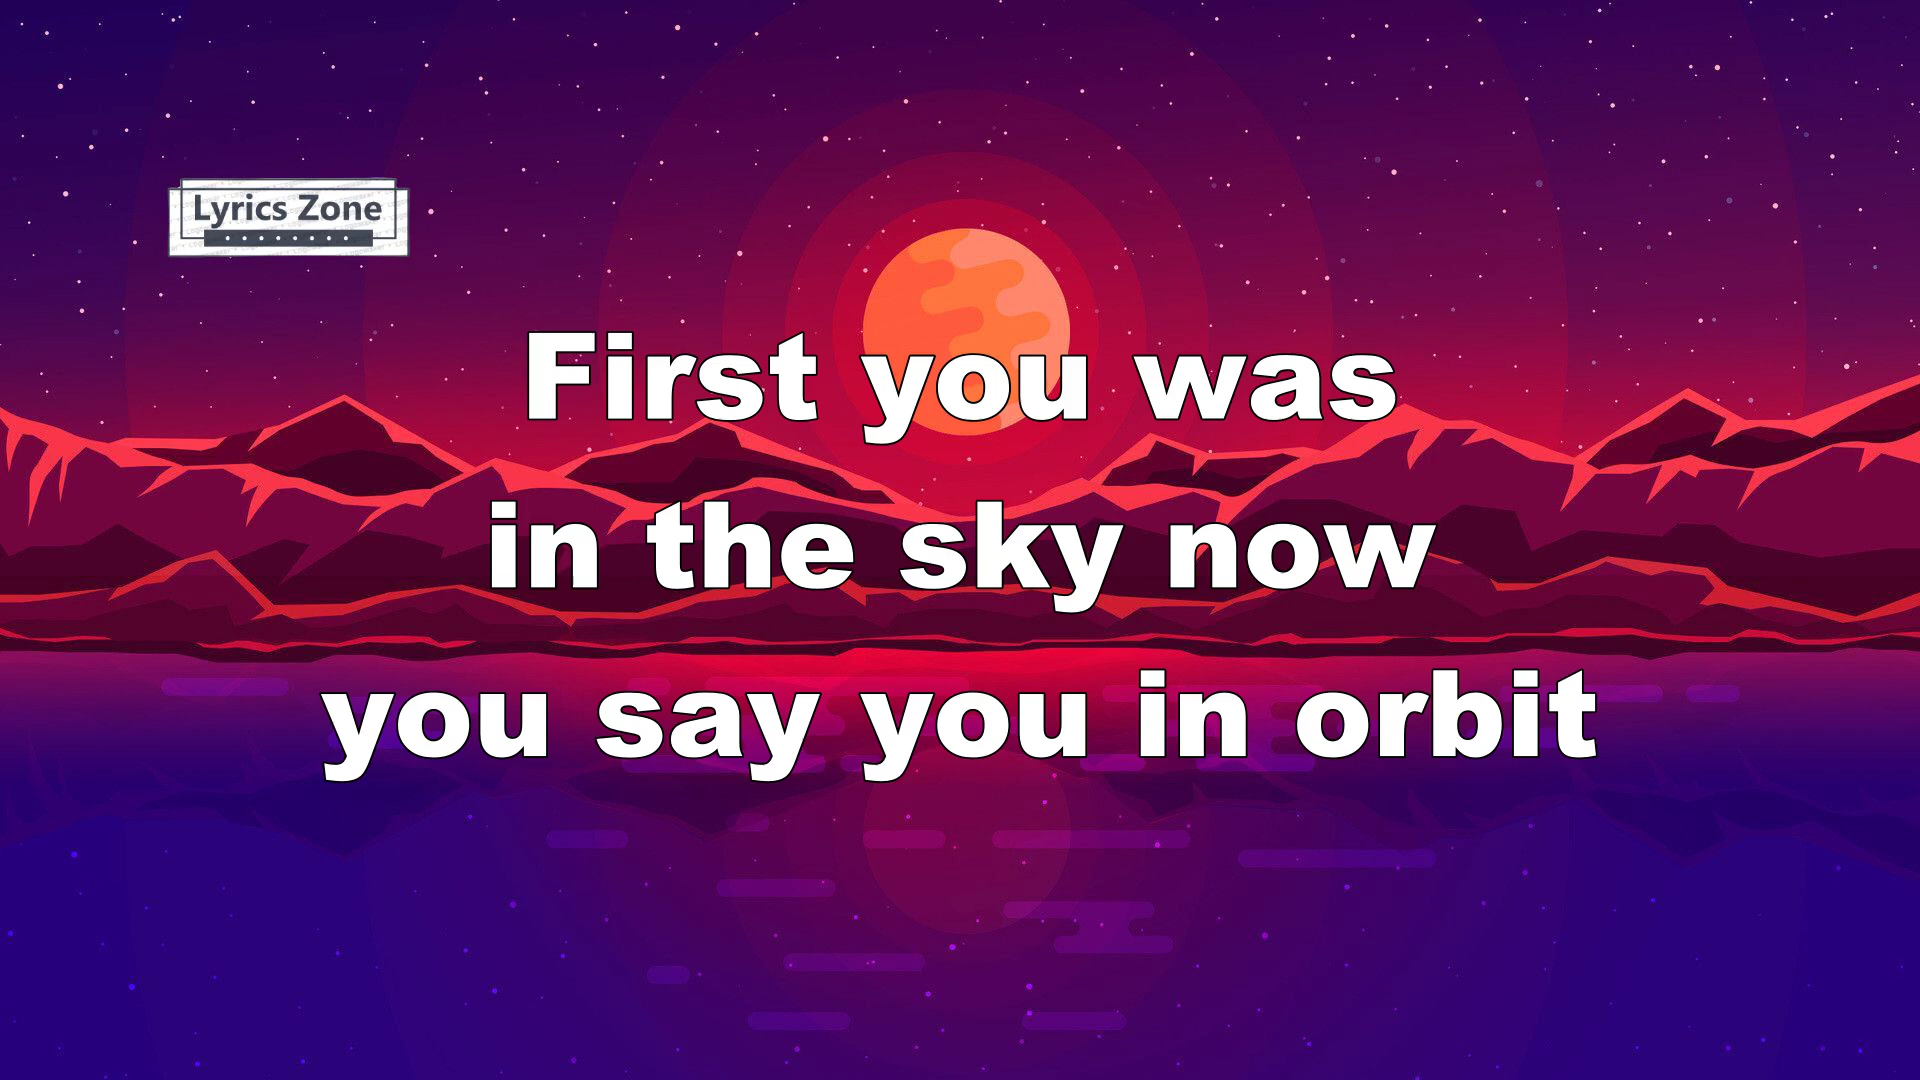 Lyrics Zone
First you was
in the sky now
you say you in orbit